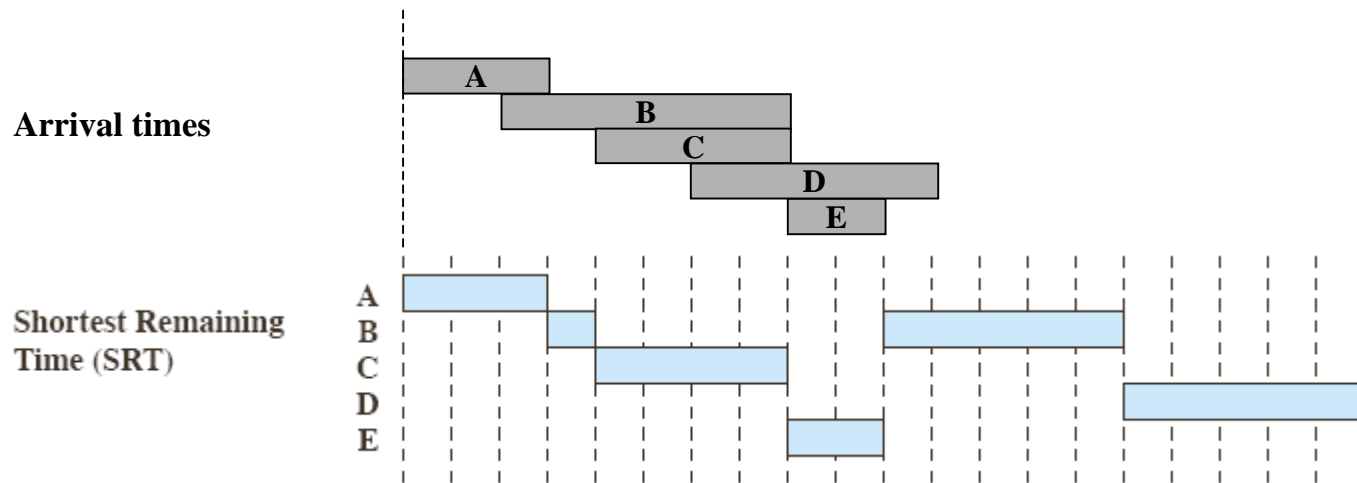 A
Arrival times
B
C
D
E
A
Shortest Remaining
Time (SRT)
B
C
D
E